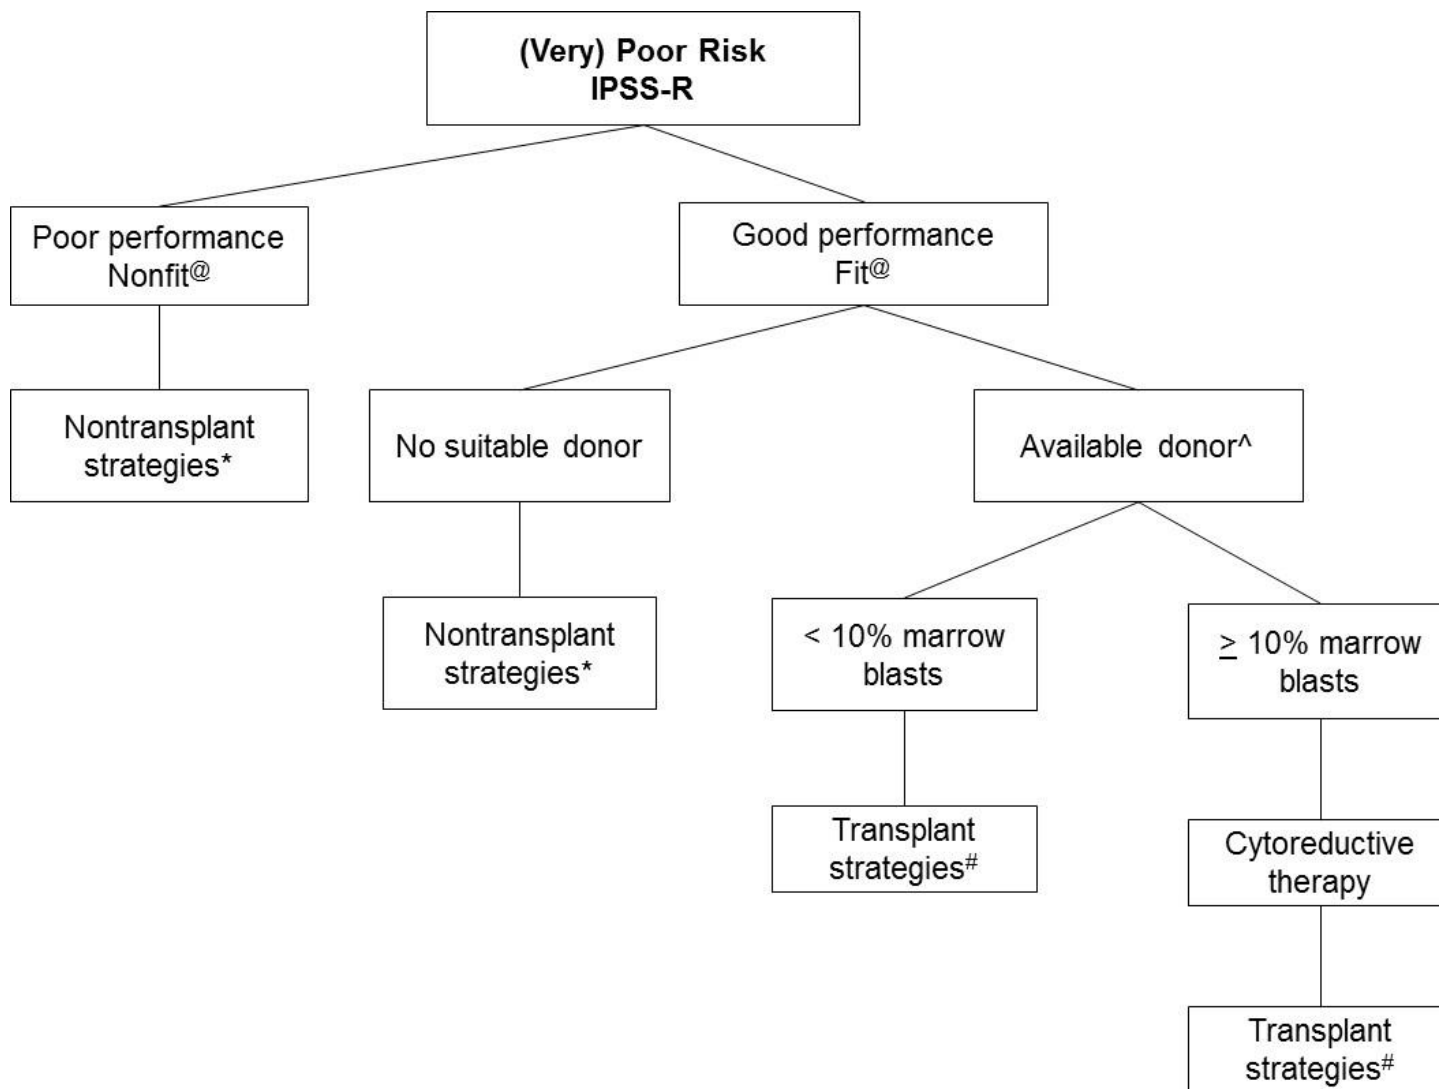 (Very) Poor Risk
IPSS-R
Poor performance
Nonfit@
Good performance
Fit@
Nontransplant
strategies*
No suitable donor
Available donor^
Nontransplant
strategies*
< 10% marrow
blasts
≥ 10% marrow
blasts
Transplant
strategies#
Cytoreductive
therapy
Transplant
strategies#